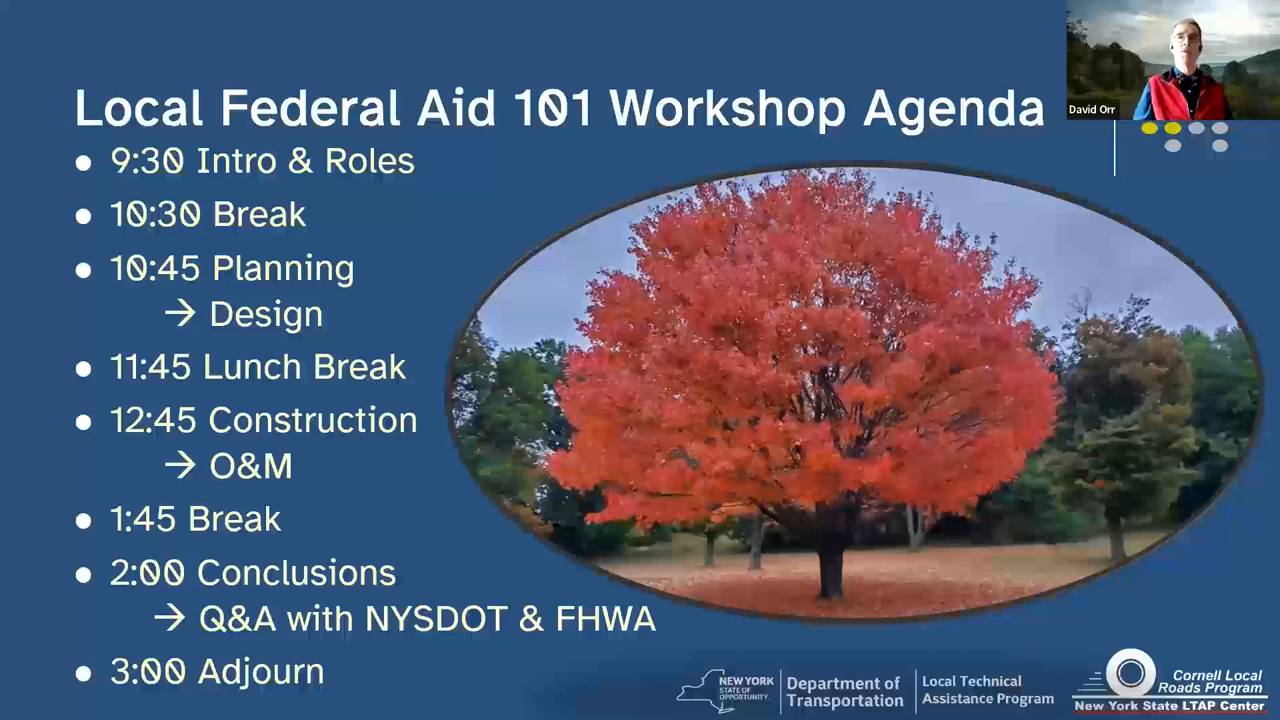 David Orr
Local Federal Aid 101 Workshop Agenda
• 9:30 Intro & Roles
• 10:30 Break
• 10:45 Planning
→ Design
• 11:45 Lunch Break
• 12:45 Construction
→ O&M
• 1:45 Break
• 2:00 Conclusions
→ Q&A with NYSDOT & FHWA
• 3:00 Adjourn
NEW YORK
STATE OF
OPPORTUNITY.
Department of
Transportation
Local Technical
Assistance Program
Cornell Local
Roads Program
New York State LTAP Center